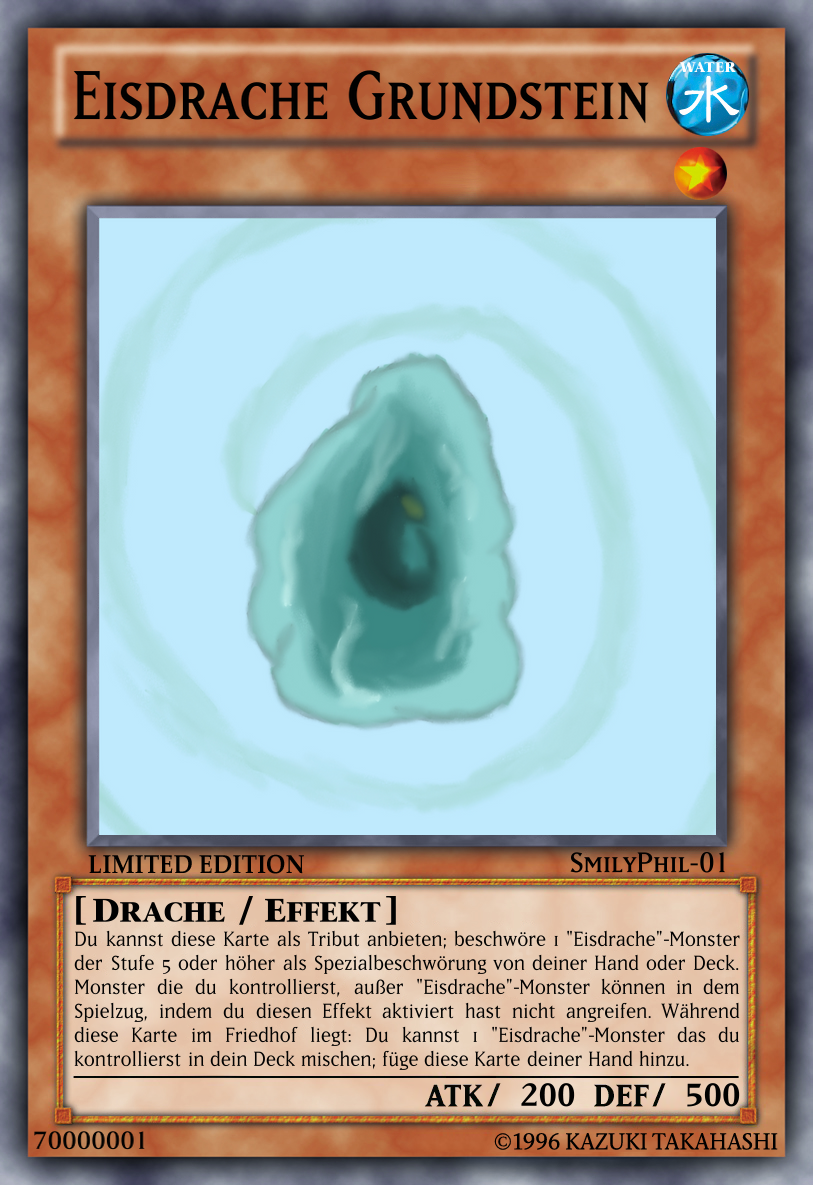 Eisdrache Grundstein
WATER
水
LIMITED EDITION
SmilyPhil-01
[ Drache / Effekt ]
Du kannst diese Karte als Tribut anbieten; beschwöre 1 "Eisdrache"-Monster
der Stufe 5 oder höher als Spezialbeschwörung von deiner Hand oder Deck.
Monster die du kontrollierst, außer "Eisdrache"-Monster können in dem
Spielzug, indem du diesen Effekt aktiviert hast nicht angreifen. Während
diese Karte im Friedhof liegt: Du kannst 1 "Eisdrache"-Monster das du
kontrollierst in dein Deck mischen; füge diese Karte deiner Hand hinzu.
ATK/ 200 DEF/ 500
70000001
©1996 KAZUKI TAKAHASHI